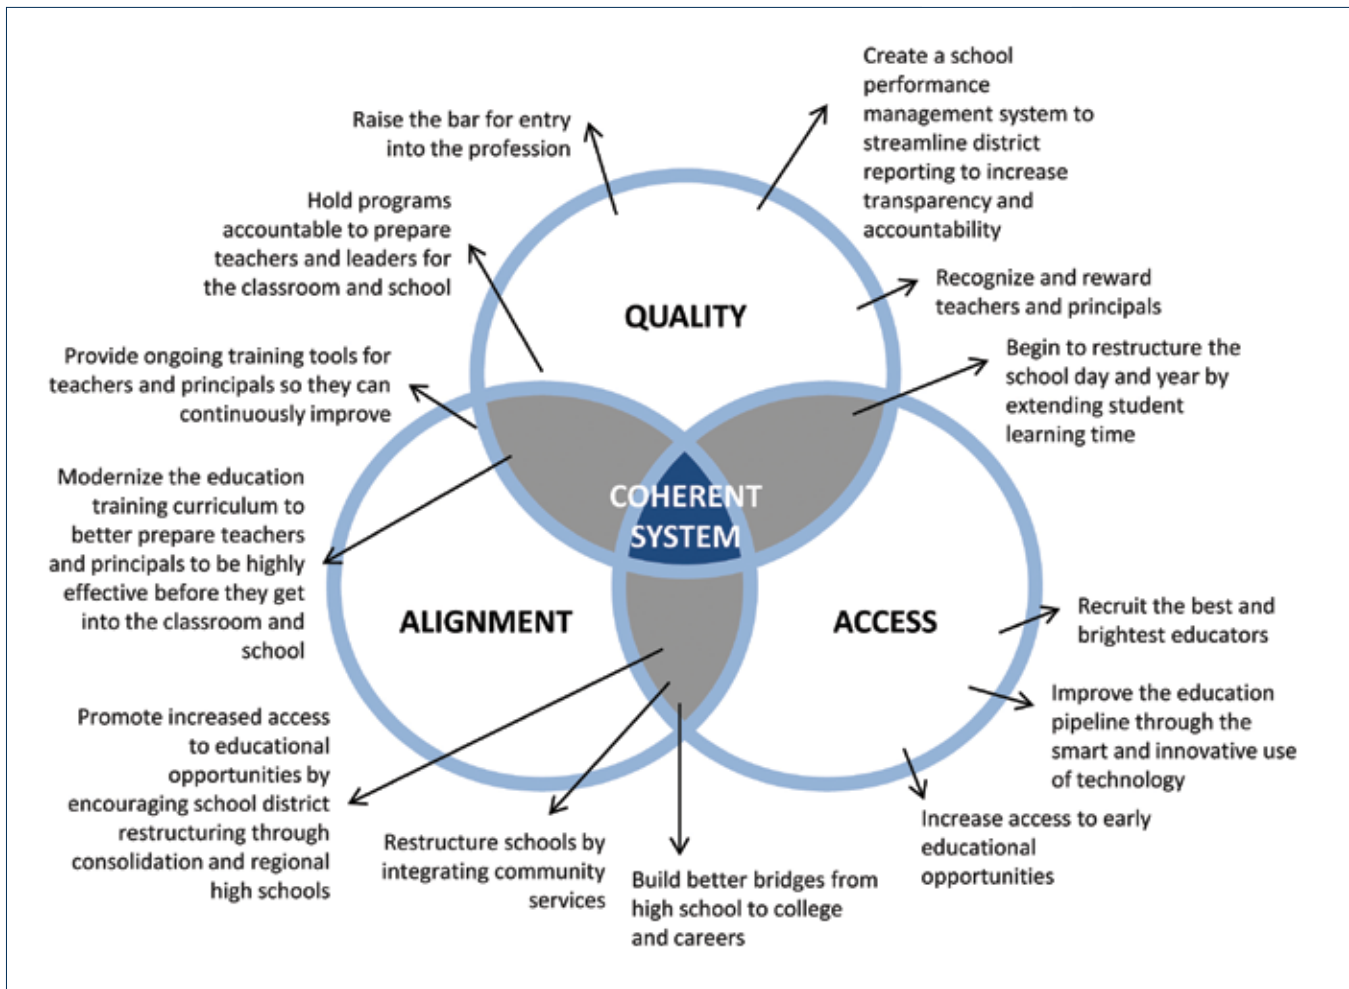 Create a school
performance
management system to
streamline district
reporting to increase
transparency and
accountability
Raise the bar for entry
into the profession
Hold programs
accountable to prepare
teachers and leaders for
the classroom and school
Recognize and reward
teachers and principals
QUALITY
Begin to restructure the
school day and year by
extending student
learning time
Provide ongoing training tools for
teachers and principals so they can
continuously improve
Modernize the education
training curriculum to
better prepare teachers
and principals to be highly
effective before they get
into the classroom and
school
COHERENT
SYSTEM
ALIGNMENT
ACCESS
Recruit the best and
brightest educators
Improve the education
pipeline through the
smart and innovative use
of technology
Promote increased access
to educational
opportunities by
encouraging school district
restructuring through
consolidation and regional
high schools
Restructure schools by
integrating community
services
Build better bridges from
high school to college
and careers
Increase access to early
educational
opportunities